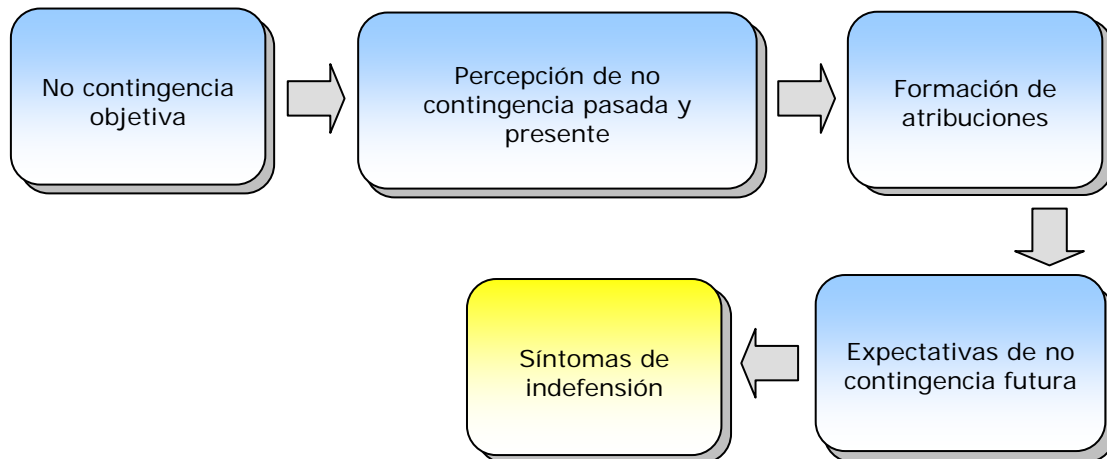 No contingencia
objetiva
Percepción de no
contingencia pasada y
presente
Formación de
atribuciones
Expectativas de no
contingencia futura
Síntomas de
indefensión